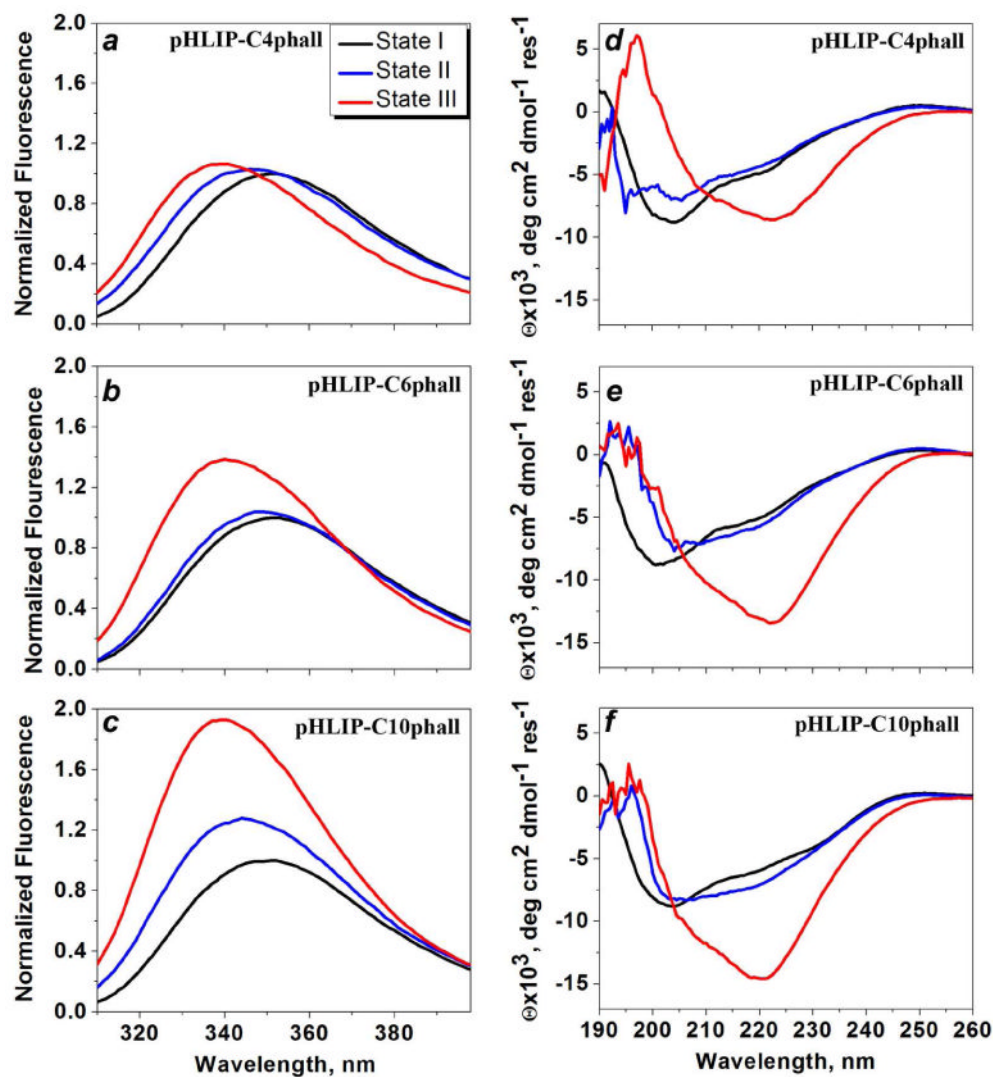 a
pHLIP-C4phall
State I
State II
State III
Normalized Fluorescence
2.0
1.6
1.2
0.8
0.4
0.0
d
pHLIP-C4phall
Θx10³, deg cm² dmol⁻¹ res⁻¹
5
0
-5
-10
-15
b
pHLIP-C6phall
Normalized Flourescence
2.0
1.6
1.2
0.8
0.4
0.0
e
pHLIP-C6phall
Θx10³, deg cm² dmol⁻¹ res⁻¹
5
0
-5
-10
-15
c
pHLIP-C10phall
Normalized Fluorescence
2.0
1.6
1.2
0.8
0.4
0.0
320 340 360 380
Wavelength, nm
f
pHLIP-C10phall
Θx10³, deg cm² dmol⁻¹ res⁻¹
5
0
-5
-10
-15
190 200 210 220 230 240 250 260
Wavelength, nm